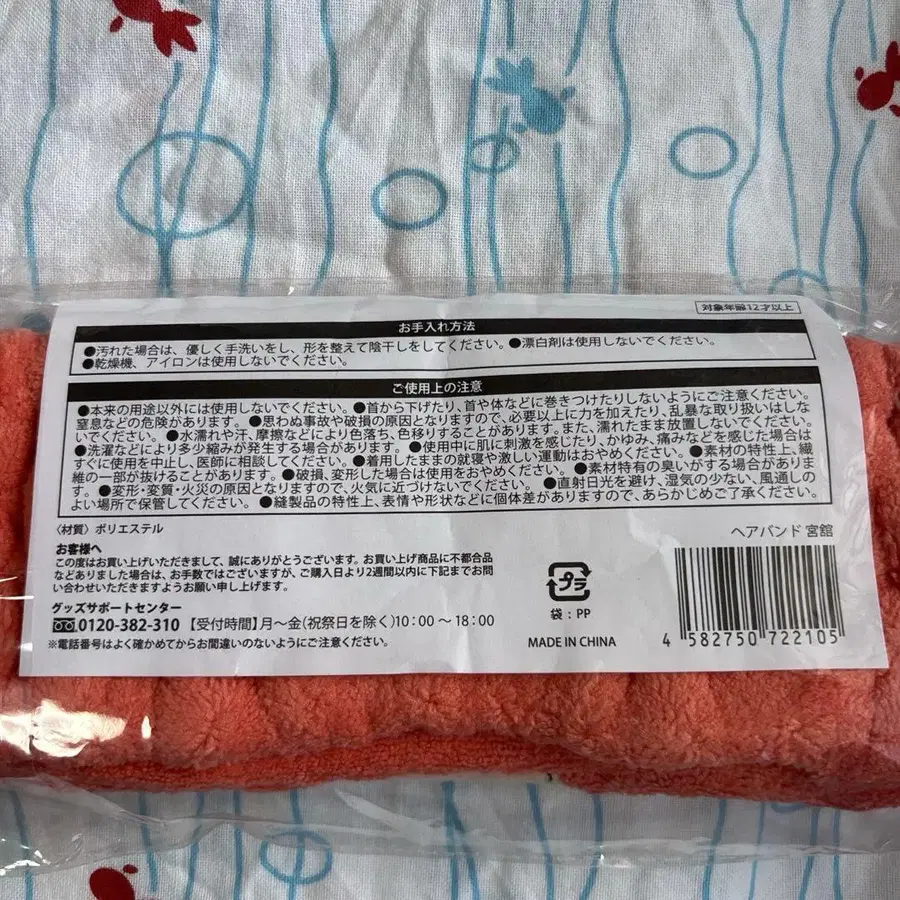 対象年齢12才以上
お手入れ方法
●汚れた場合は、優しく手洗いをし、形を整えて陰干しをしてください。●漂白剤は使用しないでください。
●乾燥機、アイロンは使用しないでください。
ご使用上の注意
●本来の用途以外には使用しないでください。●首から下げたり、首や体などに巻きつけたりしないようにご注意ください。
窒息などの危険があります。●思わぬ事故や破損の原因となりますので、必要以上に力を加えたり、乱暴な取り扱いはしな
いでください。●水濡れや汗、摩擦などにより色落ち、色移りすることがあります。また、濡れたまま放置しないでください。
●洗濯などにより多少縮みが発生する場合があります。●使用中に肌に刺激を感じたり、かゆみ、痛みなどを感じた場合は
すぐに使用を中止し、医師に相談してください。●着用したままの就寝や激しい運動はおやめください。●素材の特性上、繊
維の一部が抜けることがあります。●破損、変形した場合は使用をおやめください。●素材特有の臭いがする場合がありま
す。●変形・変質・火災の原因となりますので、火気に近づけないでください。●直射日光を避け、湿気の少ない、風通しの
よい場所で保管してください。●縫製品の特性上、表情や形状などに個体差がありますので、あらかじめご了承ください。
〈材質〉ポリエステル
ヘアバンド 宮舘
お客様へ
この度はお買い上げいただきまして、誠にありがとうございます。お買い上げ商品に不都合品
などありました場合は、お手数ではございますが、ご購入日より2週間以内に下記までお問
い合わせいただきますようお願い申し上げます。
グッズサポートセンター
0120-382-310 【受付時間】月～金(祝祭日を除く)10:00～18:00
※電話番号はよく確かめてからお間違いのないようにご注意ください。
プラ
袋:PP
MADE IN CHINA
4 582750 722105